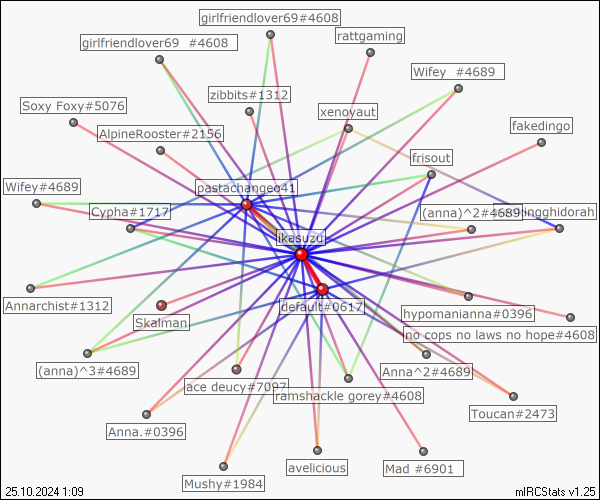 girlfriendlover69#4608
girlfriendlover69 #4608
rattgaming
Wifey #4689
zibbits#1312
Soxy Foxy#5076
xenoyaut
fakedingo
AlpineRooster#2156
frisout
pastachangeo41
Wifey#4689
Cypha#1717
(anna)^2#4689
ghidorah
ikasuzu
Annarchist#1312
default#0617
hypomanianna#0396
Skalman
no cops no laws no hope#4608
(anna)^3#4689
Anna^2#4689
ace deucy#7097
ramshackle gorey#4608
Toucan#2473
Anna.#0396
avelicious
Mad #6901
Mushy#1984
25.10.2024 1:09
mIRCStats v1.25